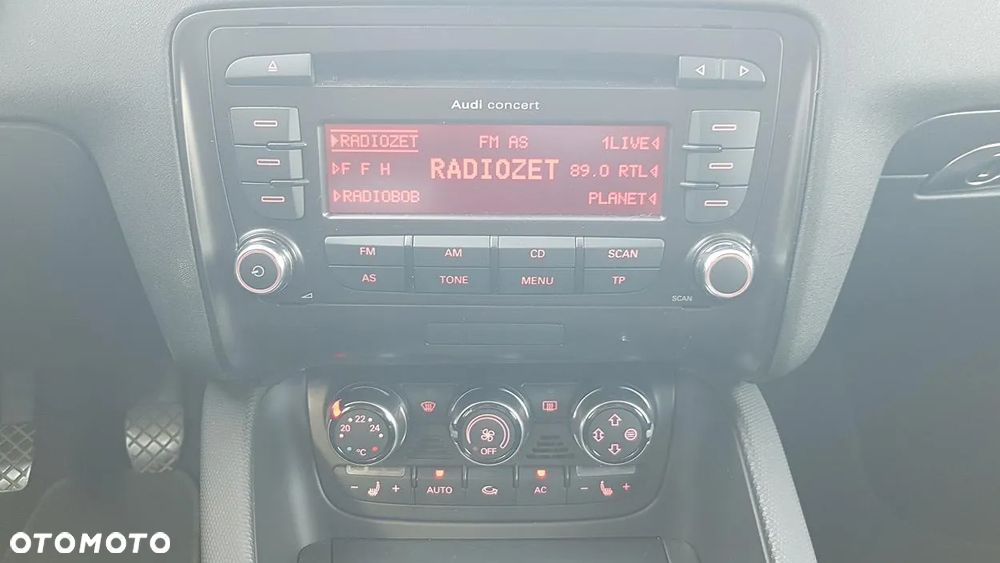 Audi concert
RADIOZET FM AS 1LIVE
F F H RADIOZET 89.0 RTL
RADIOBOB PLANET
FM AM CD SCAN
AS TONE MENU TP
SCAN
20 22 24
°C
OFF
- + AUTO AC - +
OTOMOTO